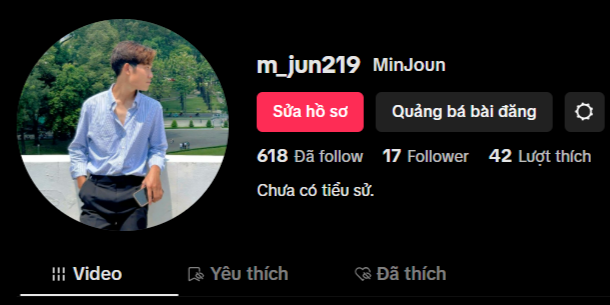 m_jun219 MinJoun
Sửa hồ sơ Quảng bá bài đăng
618 Đã follow 17 Follower 42 Lượt thích
Chưa có tiểu sử.
Video Yêu thích Đã thích